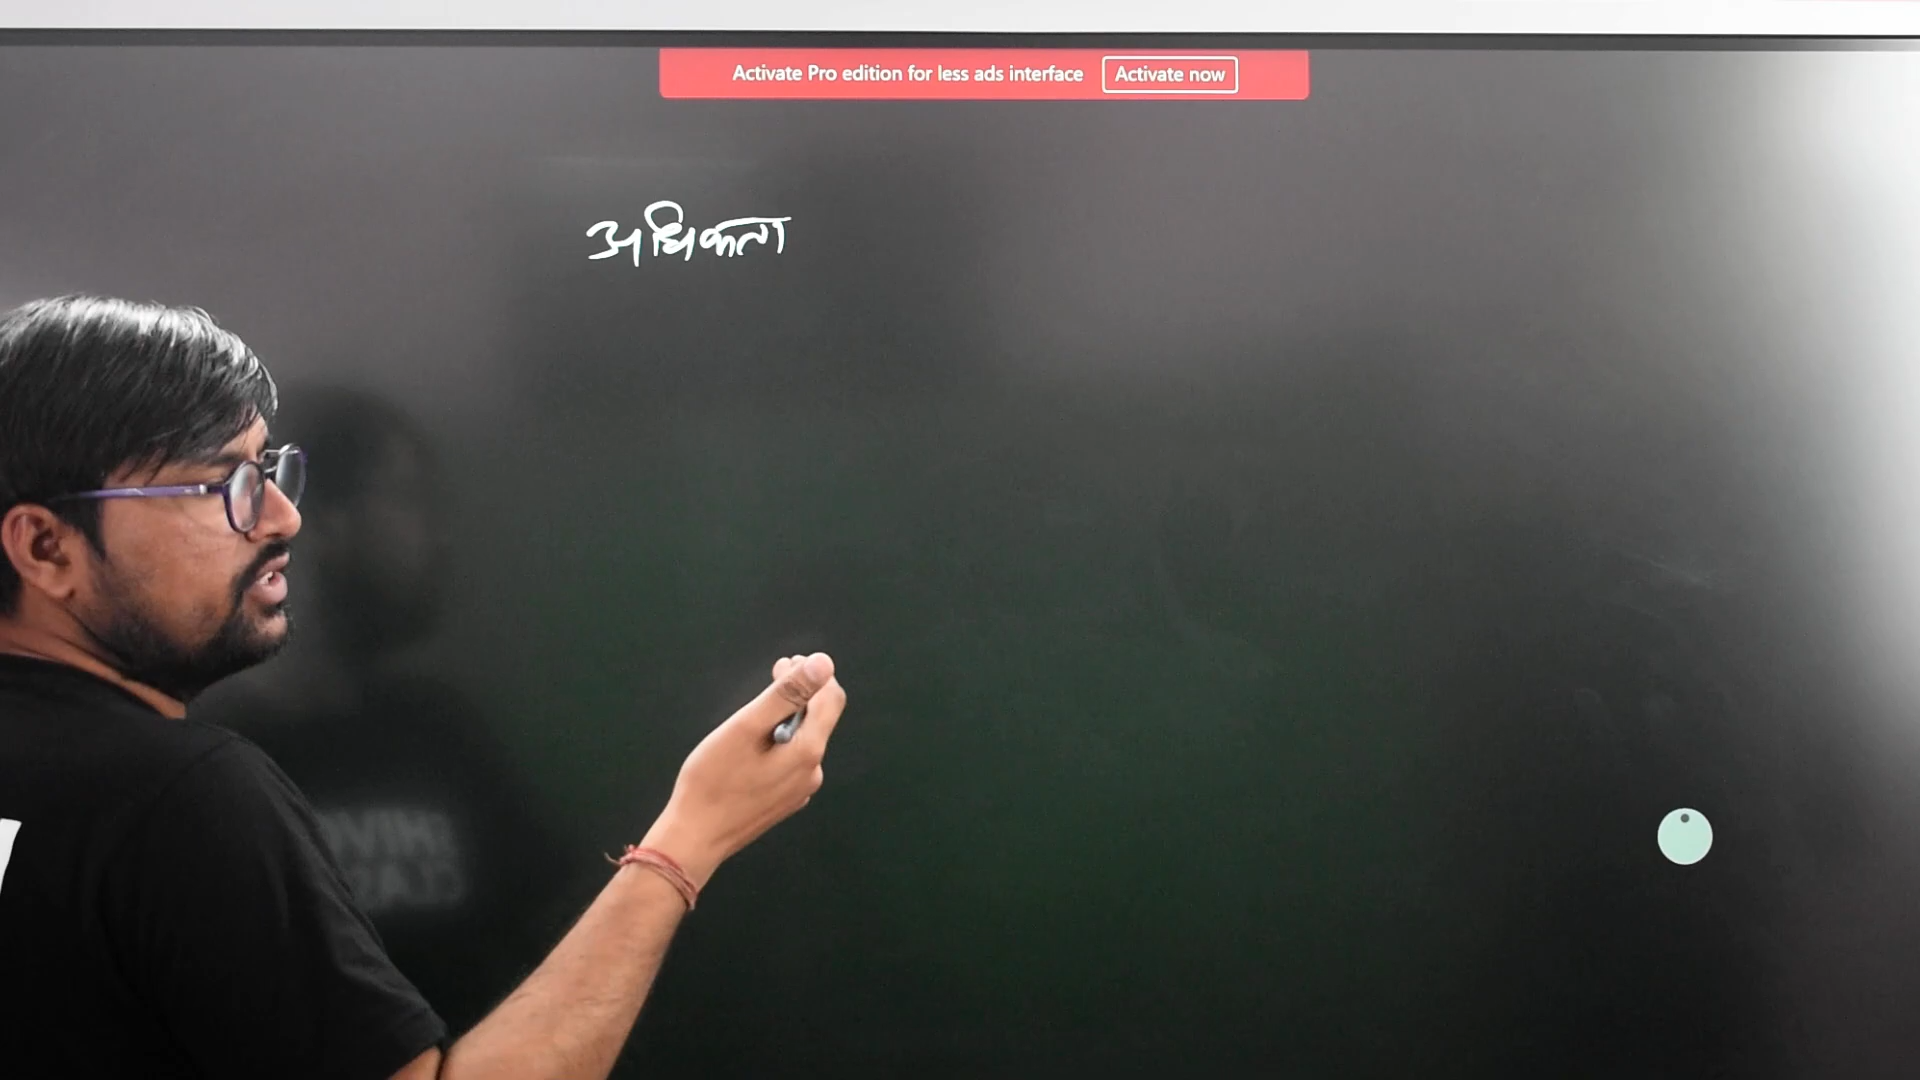 Activate Pro edition for less ads interface Activate now
अधिकता